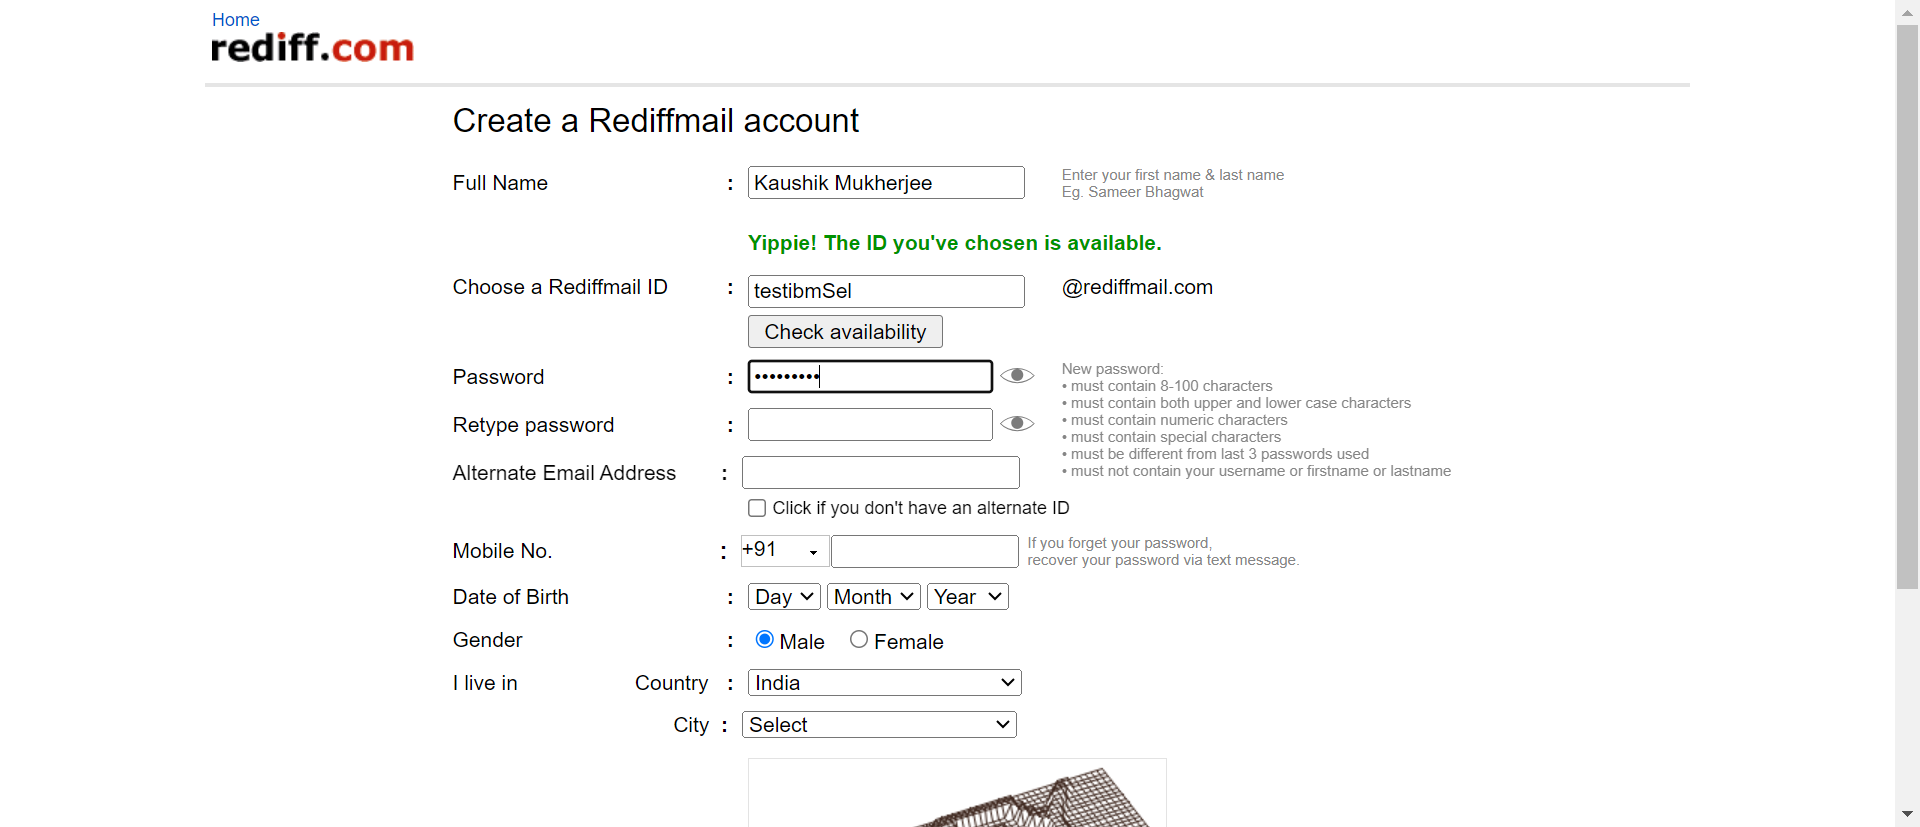 Home
rediff.com
Create a Rediffmail account
Full Name : Kaushik Mukherjee
Enter your first name & last name
Eg. Sameer Bhagwat
Yippie! The ID you've chosen is available.
Choose a Rediffmail ID : testibmSel @rediffmail.com
Check availability
Password : •••••••••
New password:
• must contain 8-100 characters
• must contain both upper and lower case characters
• must contain numeric characters
• must contain special characters
• must be different from last 3 passwords used
• must not contain your username or firstname or lastname
Retype password :
Alternate Email Address :
Click if you don't have an alternate ID
Mobile No. : +91
If you forget your password,
recover your password via text message.
Date of Birth : Day Month Year
Gender : Male Female
I live in Country : India
City : Select